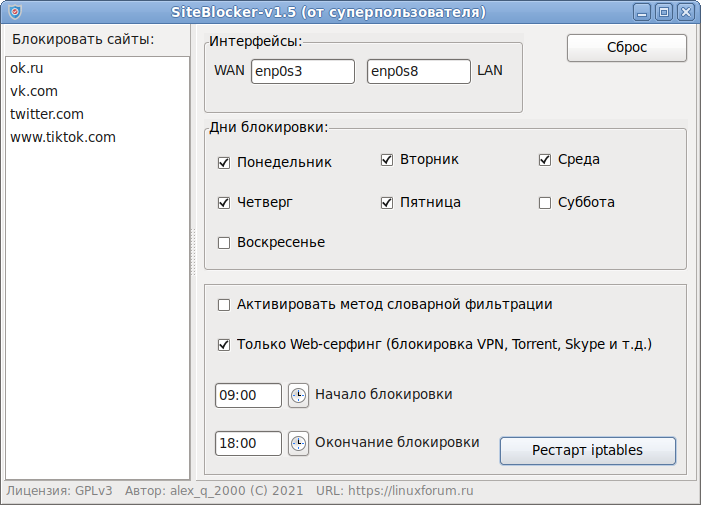 SiteBlocker-v1.5 (от суперпользователя)
Блокировать сайты:
ok.ru
vk.com
twitter.com
www.tiktok.com
Интерфейсы:
WAN enp0s3 enp0s8 LAN
Сброс
Дни блокировки:
Понедельник Вторник Среда
Четверг Пятница Суббота
Воскресенье
Активировать метод словарной фильтрации
Только Web-серфинг (блокировка VPN, Torrent, Skype и т.д.)
09:00 Начало блокировки
18:00 Окончание блокировки
Рестарт iptables
Лицензия: GPLv3 Автор: alex_q_2000 (C) 2021 URL: https://linuxforum.ru